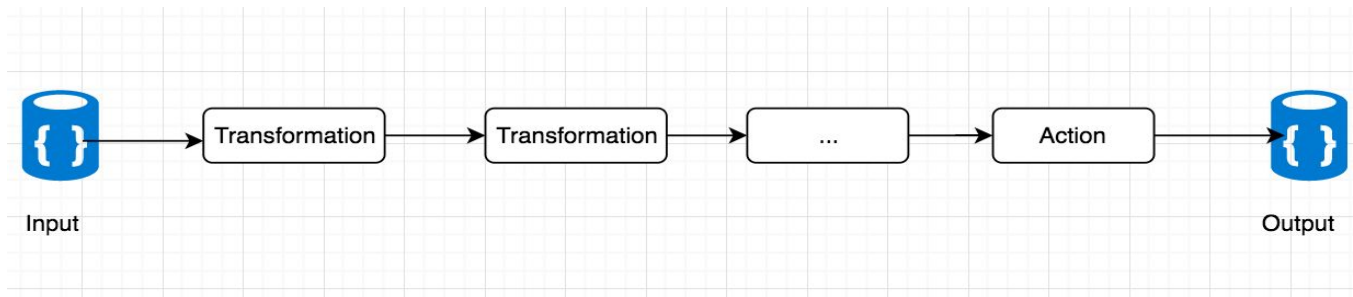 { }
Transformation
Transformation
...
Action
{ }
Input
Output